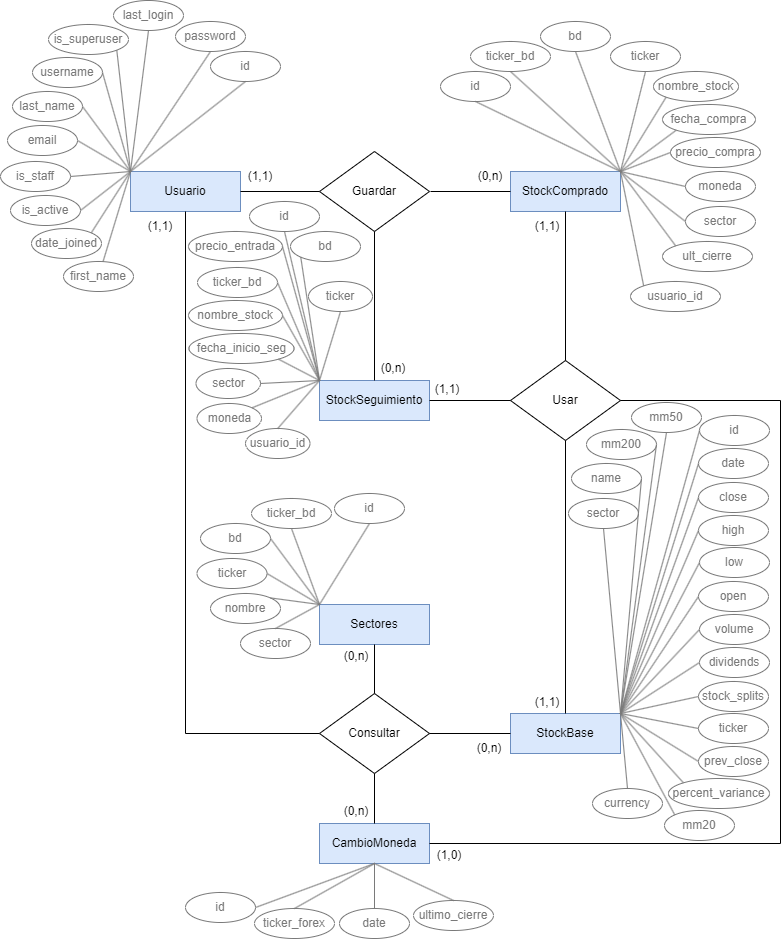 last_login
is_superuser
password
id
username
last_name
email
is_staff
is_active
date_joined
first_name
Usuario
(1,1)
(1,1)
Guardar
(0,n)
(0,n)
bd
ticker_bd
ticker
id
nombre_stock
fecha_compra
precio_compra
moneda
sector
ult_cierre
usuario_id
StockComprado
(1,1)
id
precio_entrada
bd
ticker_bd
ticker
nombre_stock
fecha_inicio_seg
sector
moneda
usuario_id
StockSeguimiento
(1,1)
Usar
mm50
id
mm200
date
name
close
sector
high
low
open
volume
dividends
stock_splits
ticker
prev_close
percent_variance
mm20
currency
(1,1)
StockBase
id
ticker_bd
bd
ticker
nombre
sector
Sectores
(0,n)
Consultar
(0,n)
(0,n)
CambioMoneda
(1,0)
id
ticker_forex
date
ultimo_cierre